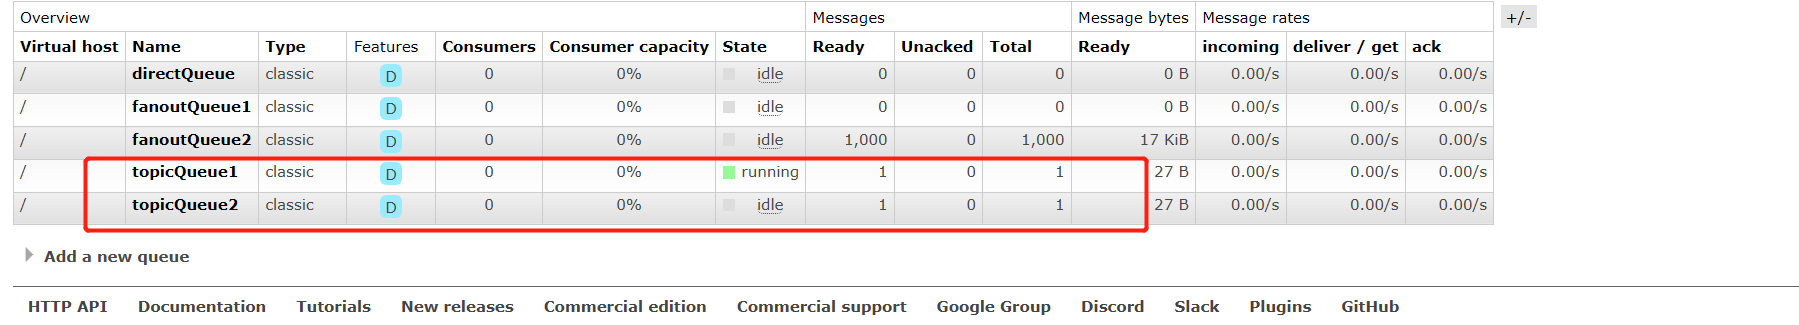 Overview Messages Message bytes Message rates +/-
Virtual host Name Type Features Consumers Consumer capacity State Ready Unacked Total Ready incoming deliver / get ack
/ directQueue classic D 0 0% idle 0 0 0 0 B 0.00/s 0.00/s 0.00/s
/ fanoutQueue1 classic D 0 0% idle 0 0 0 0 B 0.00/s 0.00/s 0.00/s
/ fanoutQueue2 classic D 0 0% idle 1,000 0 1,000 17 KiB 0.00/s 0.00/s 0.00/s
/ topicQueue1 classic D 0 0% running 1 0 1 27 B 0.00/s 0.00/s 0.00/s
/ topicQueue2 classic D 0 0% idle 1 0 1 27 B 0.00/s 0.00/s 0.00/s
Add a new queue
HTTP API Documentation Tutorials New releases Commercial edition Commercial support Google Group Discord Slack Plugins GitHub